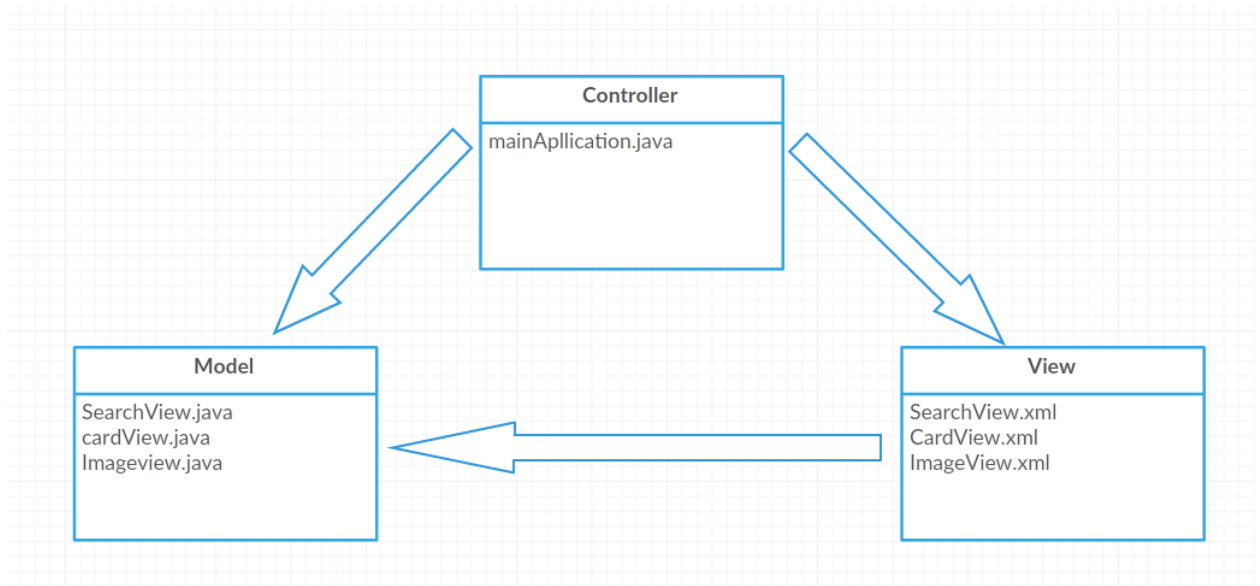 Controller
mainApllication.java
Model
SearchView.java
cardView.java
Imageview.java
View
SearchView.xml
CardView.xml
ImageView.xml